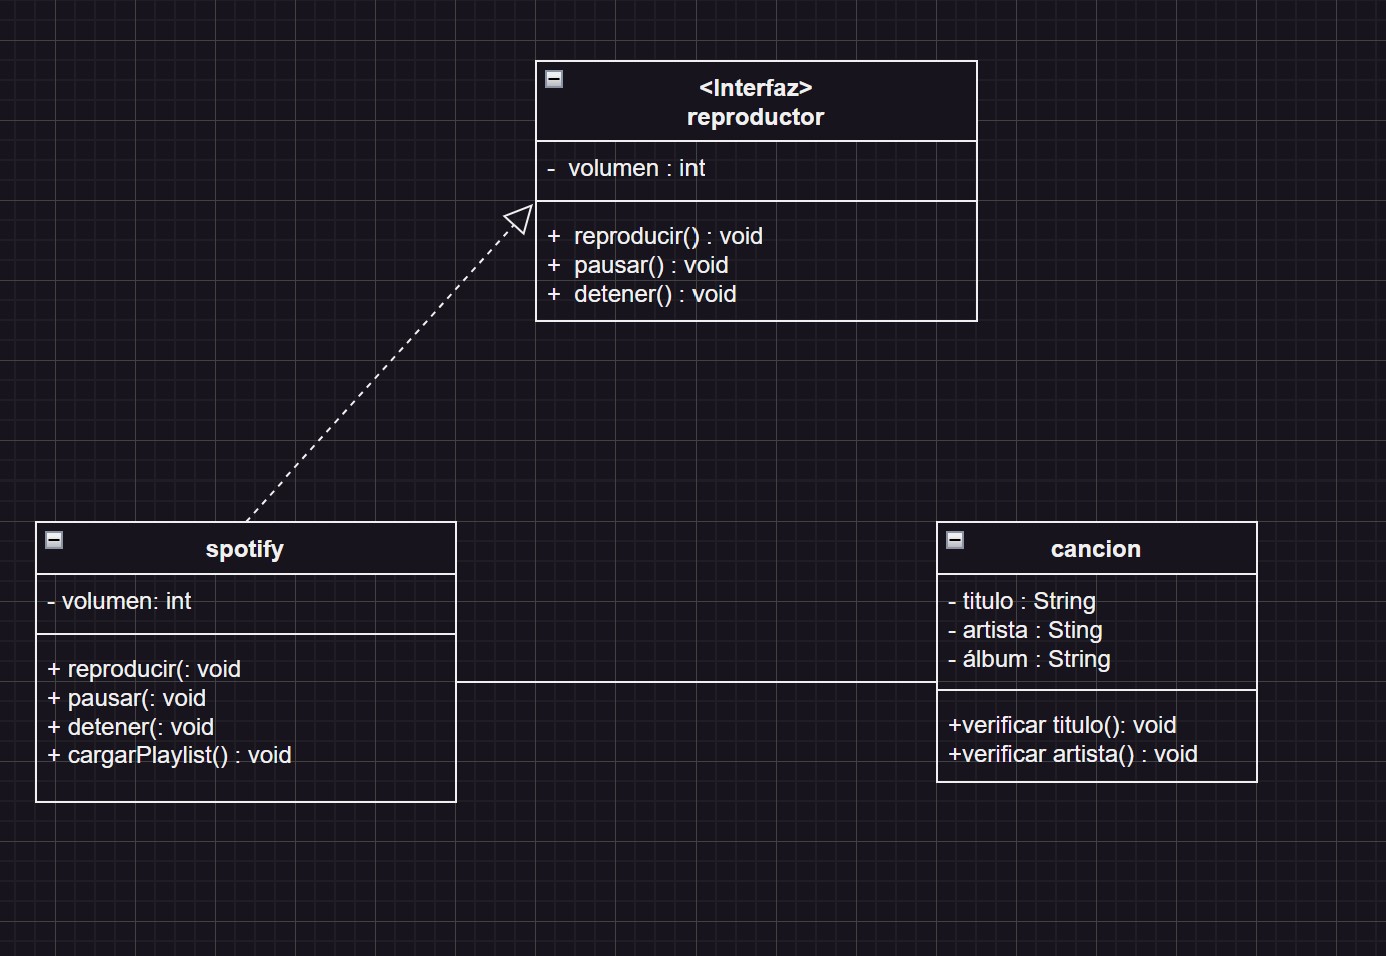 <Interfaz>
reproductor
- volumen : int
+ reproducir() : void
+ pausar() : void
+ detener() : void
spotify
- volumen: int
+ reproducir(: void
+ pausar(: void
+ detener(: void
+ cargarPlaylist() : void
cancion
- titulo : String
- artista : Sting
- álbum : String
+verificar titulo(): void
+verificar artista() : void